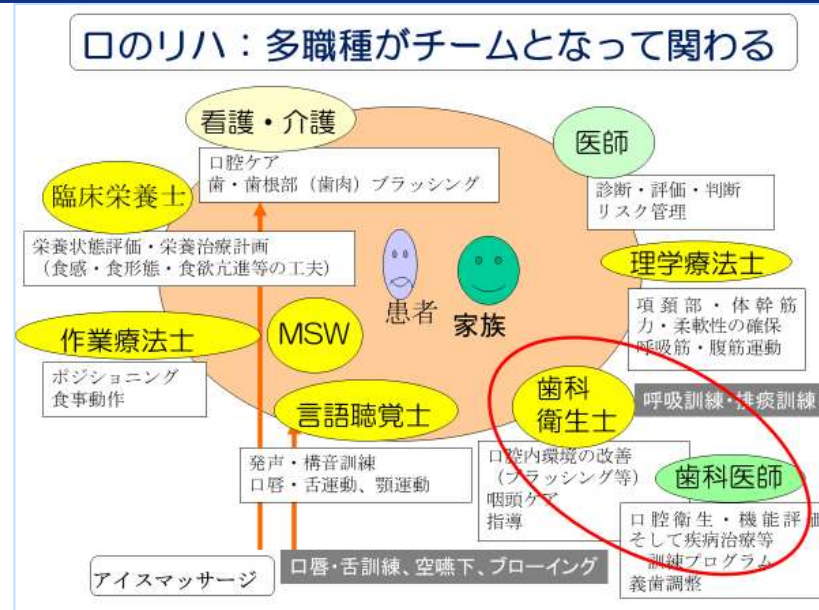 口のリハ：多職種がチームとなって関わる
看護・介護
口腔ケア
歯・歯根部（歯肉）ブラッシング
医師
診断・評価・判断
リスク管理
臨床栄養士
栄養状態評価・栄養治療計画
（食感・食形態・食欲亢進等の工夫）
患者
家族
理学療法士
項頚部・体幹筋
力・柔軟性の確保
呼吸筋・腹筋運動
呼吸訓練・排痰訓練
作業療法士
ポジショニング
食事動作
MSW
言語聴覚士
発声・構音訓練
口唇・舌運動、顎運動
歯科
衛生士
口腔内環境の改善
（ブラッシング等）
咽頭ケア
指導
歯科医師
口腔衛生・機能評価
そして疾病治療等
訓練プログラム
義歯調整
アイスマッサージ
口唇・舌訓練、空嚥下、ブローイング